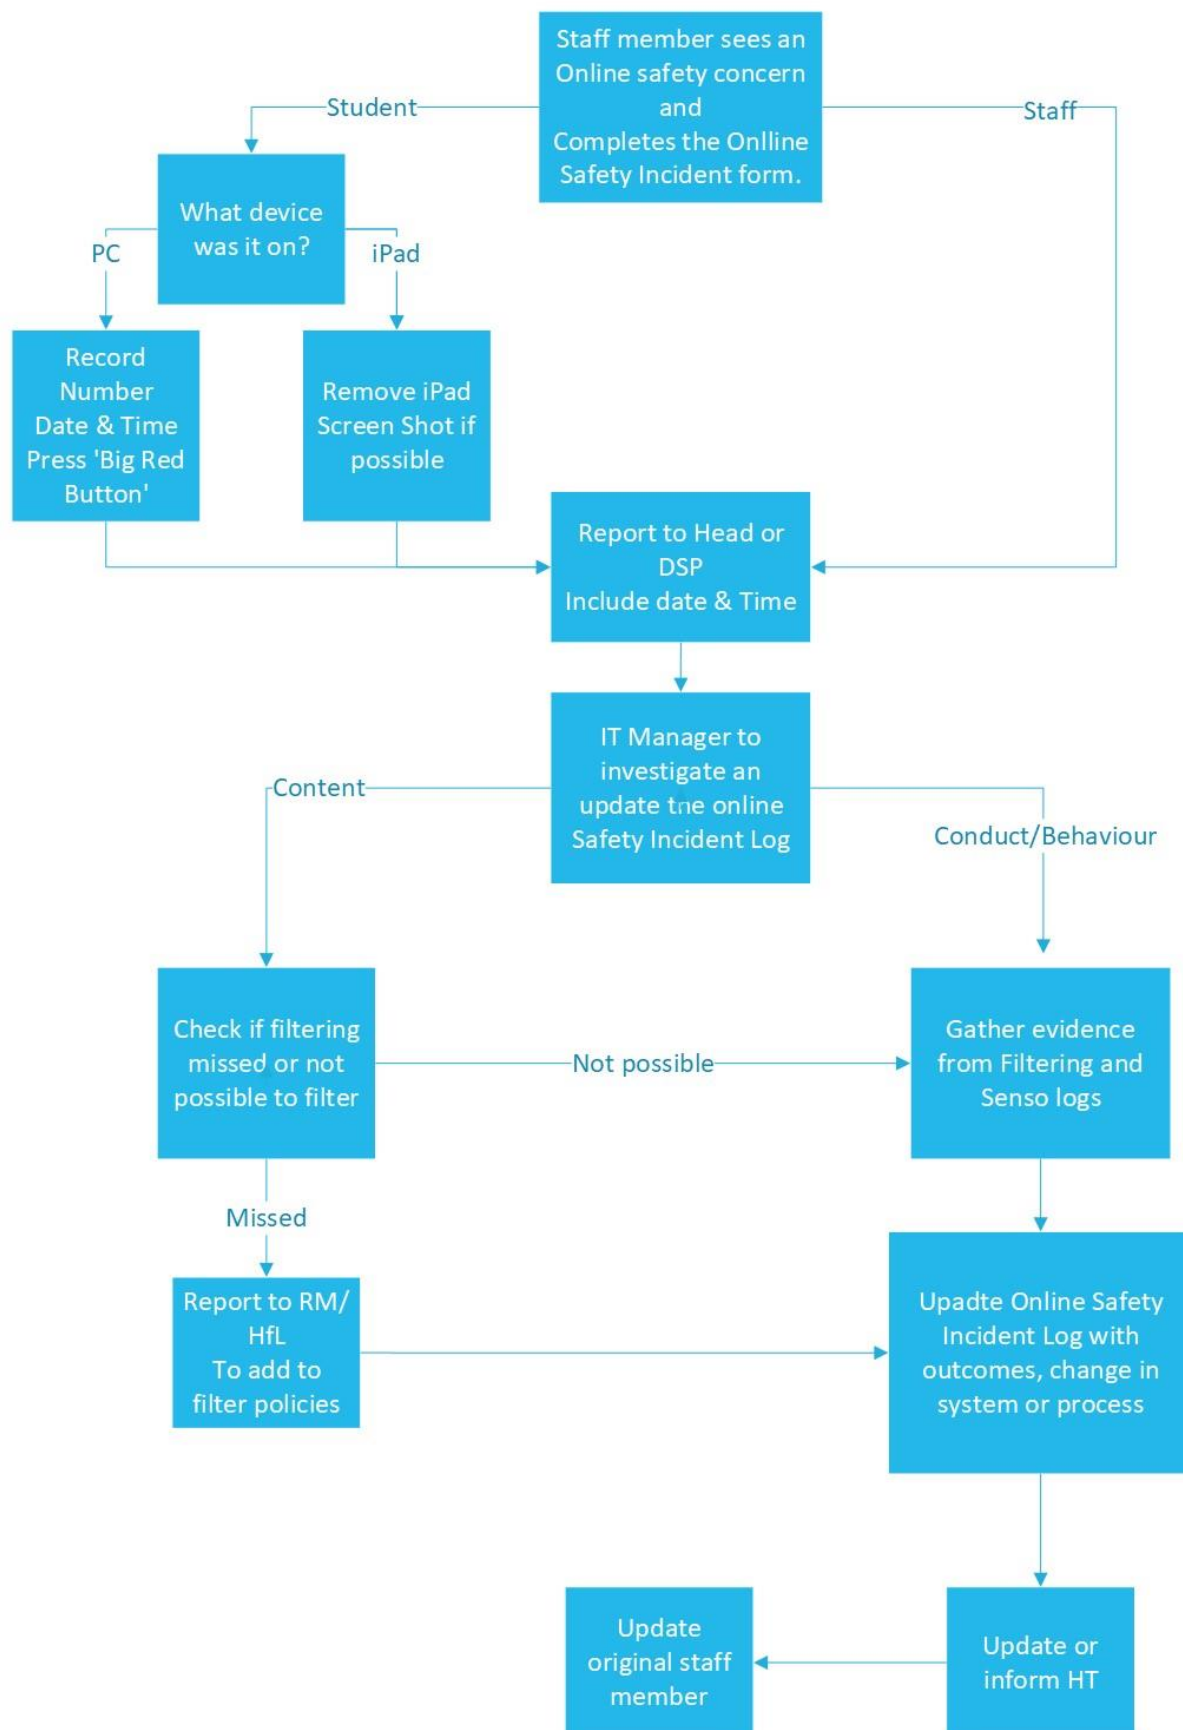 Staff member sees an
Online safety concern
and
Completes the Onlline
Safety Incident form.
Student
Staff
What device
was it on?
PC
iPad
Record
Number
Date & Time
Press 'Big Red
Button'
Remove iPad
Screen Shot if
possible
Report to Head or
DSP
Include date & Time
IT Manager to
investigate an
update the online
Safety Incident Log
Content
Conduct/Behaviour
Check if filtering
missed or not
possible to filter
Not possible
Gather evidence
from Filtering and
Senso logs
Missed
Report to RM/
HfL
To add to
filter policies
Upadte Online Safety
Incident Log with
outcomes, change in
system or process
Update
original staff
member
Update or
inform HT